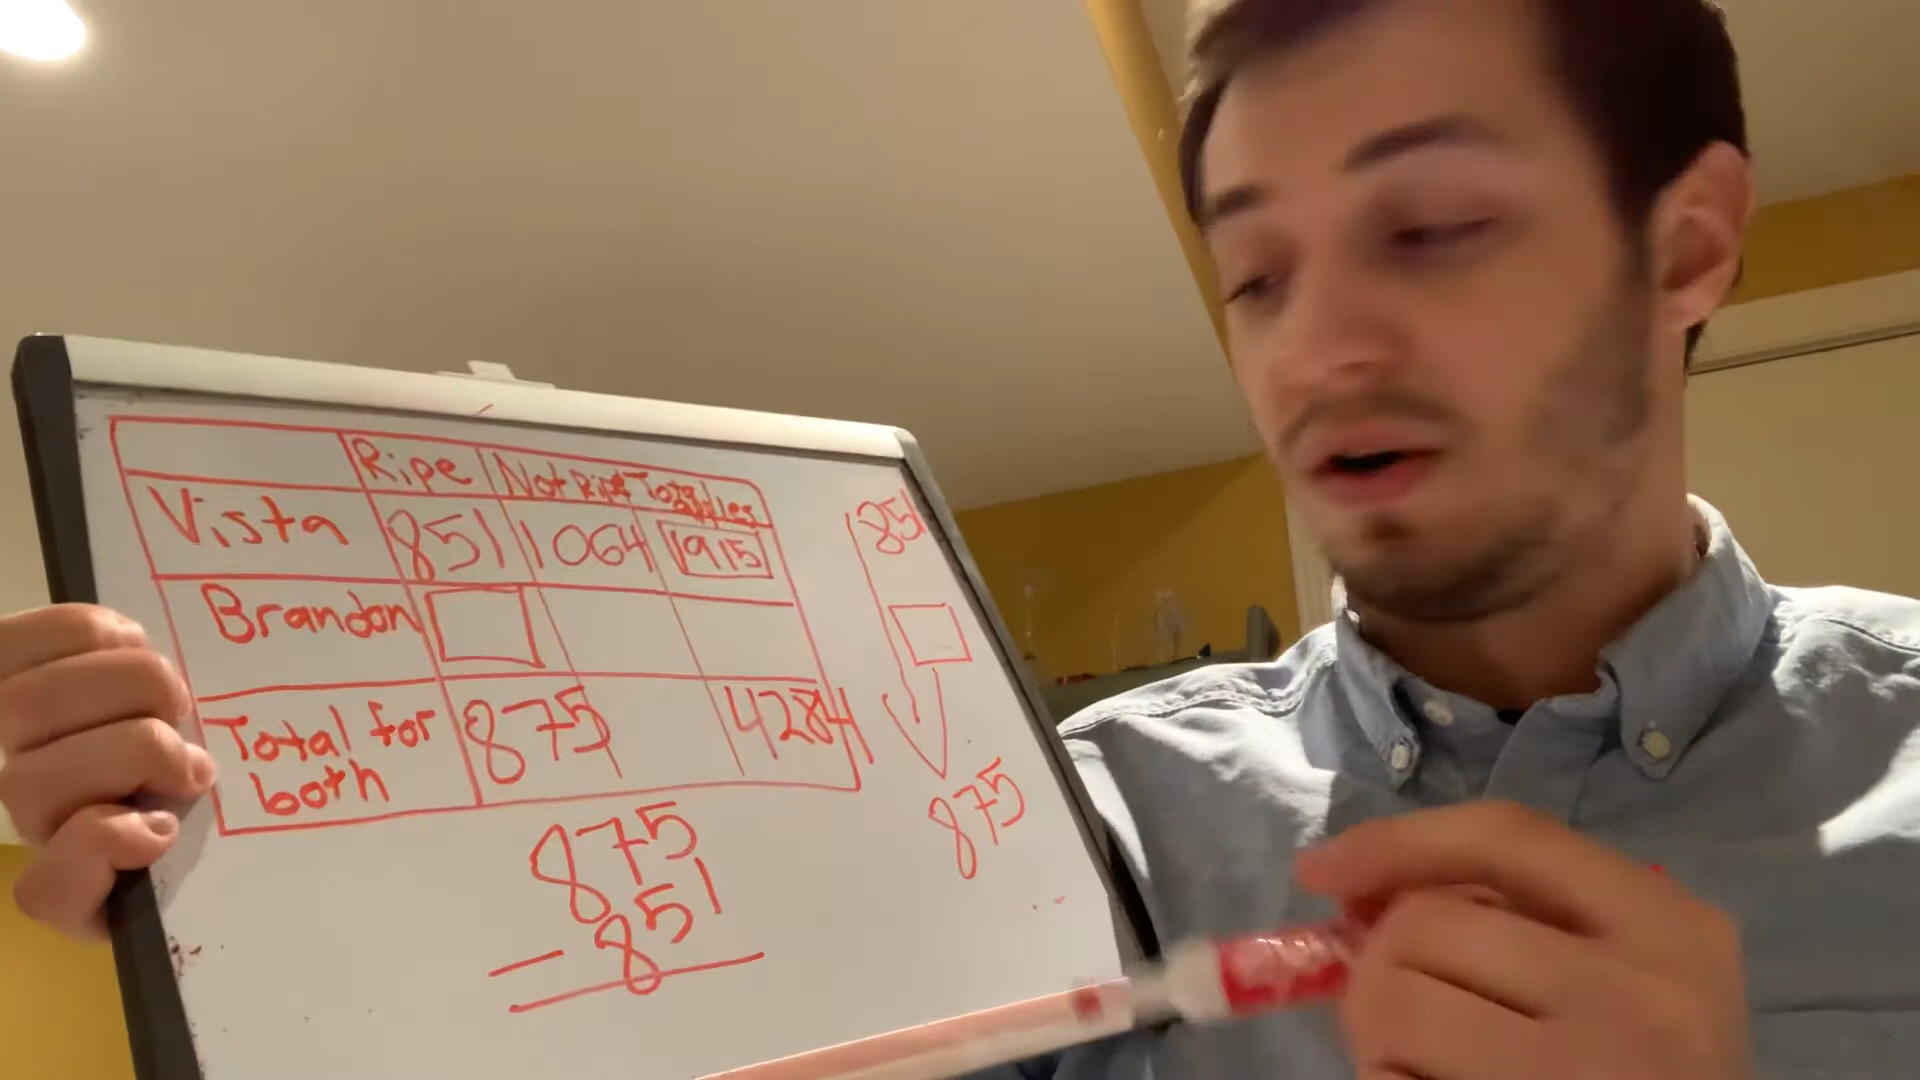 Ripe Not Ripe Total apples
Vista 851 1064 1915
Brandon
Total for both 875 4284
851
875
875
- 851